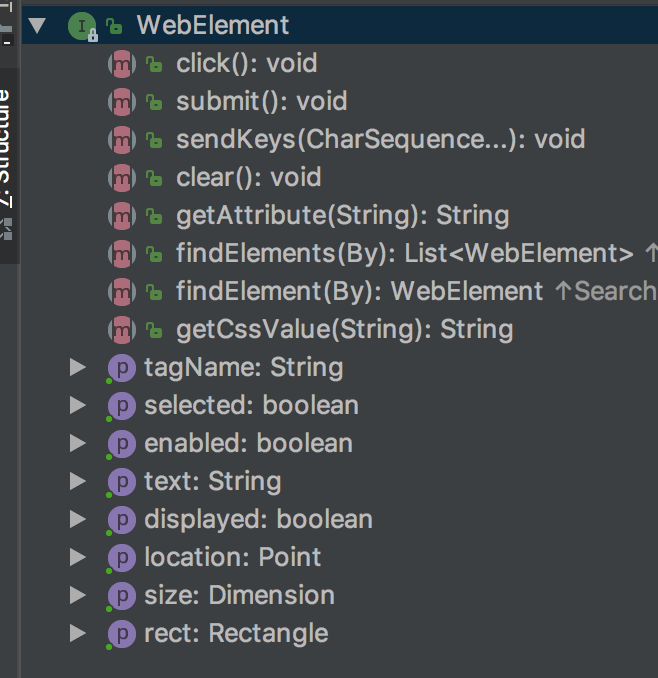 WebElement
click(): void
submit(): void
sendKeys(CharSequence...): void
clear(): void
getAttribute(String): String
findElements(By): List<WebElement> ↑
findElement(By): WebElement ↑Search
getCssValue(String): String
tagName: String
selected: boolean
enabled: boolean
text: String
displayed: boolean
location: Point
size: Dimension
rect: Rectangle
Structure